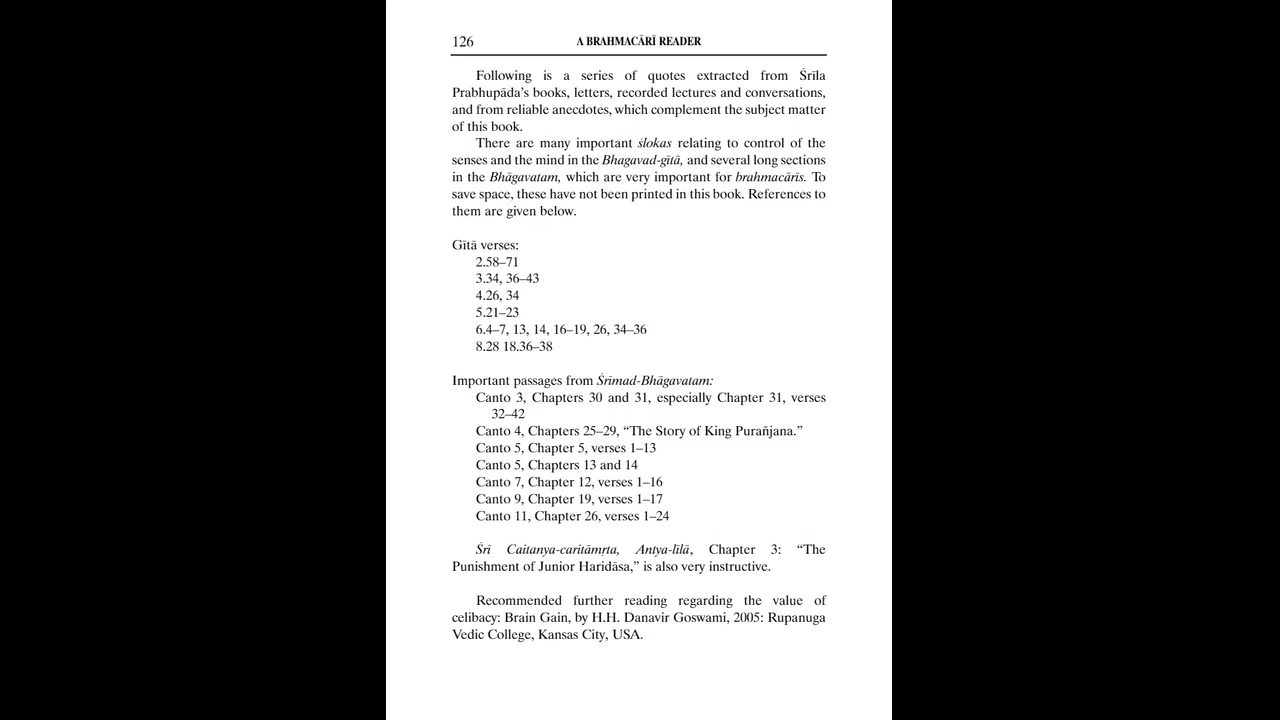 126 A BRAHMACĀRĪ READER
Following is a series of quotes extracted from Śrīla
Prabhupāda's books, letters, recorded lectures and conversations,
and from reliable anecdotes, which complement the subject matter
of this book.
There are many important ślokas relating to control of the
senses and the mind in the Bhagavad-gītā, and several long sections
in the Bhāgavatam, which are very important for brahmacārīs. To
save space, these have not been printed in this book. References to
them are given below.
Gītā verses:
2.58–71
3.34, 36–43
4.26, 34
5.21–23
6.4–7, 13, 14, 16–19, 26, 34–36
8.28 18.36–38
Important passages from Śrīmad-Bhāgavatam:
Canto 3, Chapters 30 and 31, especially Chapter 31, verses
32–42
Canto 4, Chapters 25–29, “The Story of King Purañjana.”
Canto 5, Chapter 5, verses 1–13
Canto 5, Chapters 13 and 14
Canto 7, Chapter 12, verses 1–16
Canto 9, Chapter 19, verses 1–17
Canto 11, Chapter 26, verses 1–24
Śrī Caitanya-caritāmṛta, Antya-līlā, Chapter 3: “The
Punishment of Junior Haridāsa,” is also very instructive.
Recommended further reading regarding the value of
celibacy: Brain Gain, by H.H. Danavir Goswami, 2005: Rupanuga
Vedic College, Kansas City, USA.